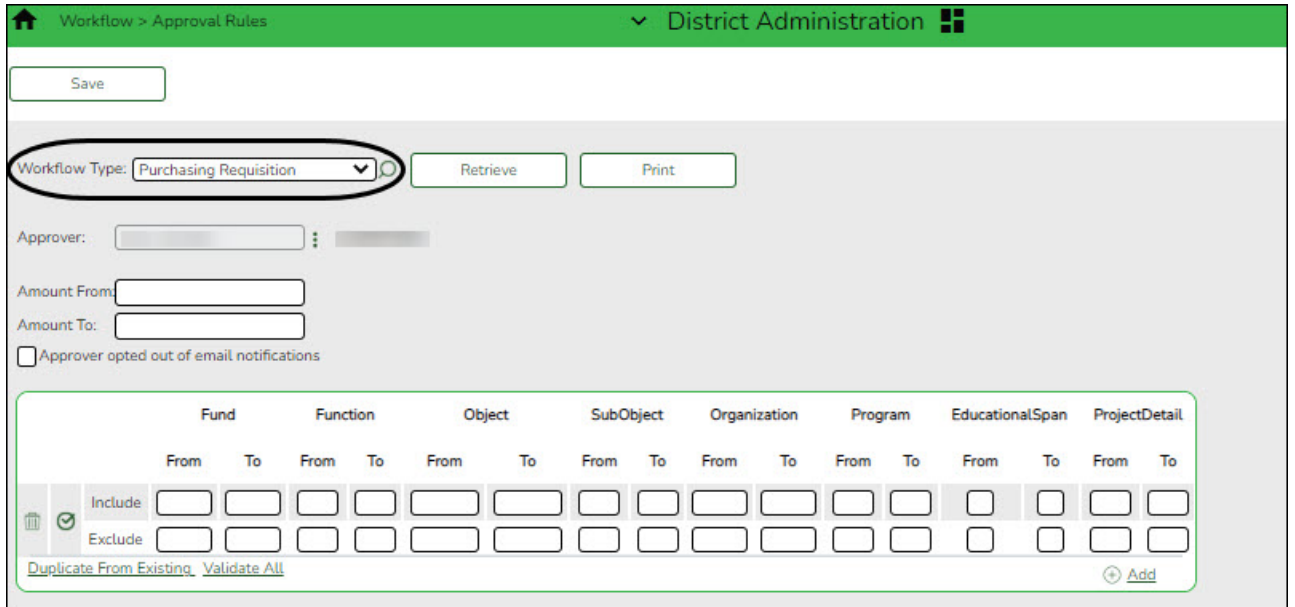 Workflow > Approval Rules District Administration
Save
Workflow Type: Purchasing Requisition Retrieve Print
Approver:
Amount From:
Amount To:
Approver opted out of email notifications
Fund Function Object SubObject Organization Program EducationalSpan ProjectDetail
From To From To From To From To From To From To From To From To
Include
Exclude
Duplicate From Existing Validate All Add